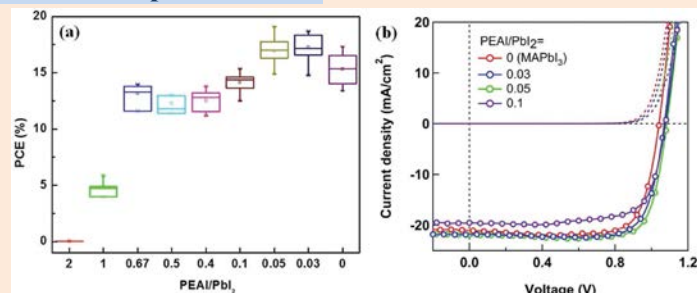 (a)
PCE (%)
20
15
10
5
0
2 1 0.67 0.5 0.4 0.1 0.05 0.03 0
PEAI/PbI2
(b)
Current density (mA/cm2)
20
10
0
-10
-20
PEAI/PbI2=
0 (MAPbI3)
0.03
0.05
0.1
0.0 0.4 0.8 1.2
Voltage (V)